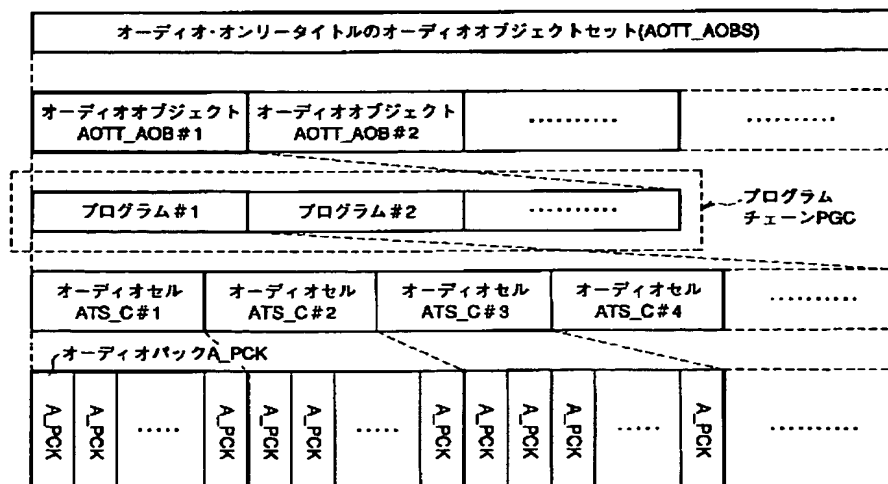 オーディオ・オンリータイトルのオーディオオブジェクトセット(AOTT_AOBS)
オーディオオブジェクト
AOTT_AOB#1
オーディオオブジェクト
AOTT_AOB#2
··········
··········
プログラム#1
プログラム#2
··········
プログラム
チェーンPGC
オーディオセル
ATS_C#1
オーディオセル
ATS_C#2
オーディオセル
ATS_C#3
オーディオセル
ATS_C#4
··········
オーディオパックA_PCK
A_PCK
A_PCK
·····
A_PCK
A_PCK
A_PCK
·····
A_PCK
A_PCK
A_PCK
A_PCK
·····
A_PCK
··········